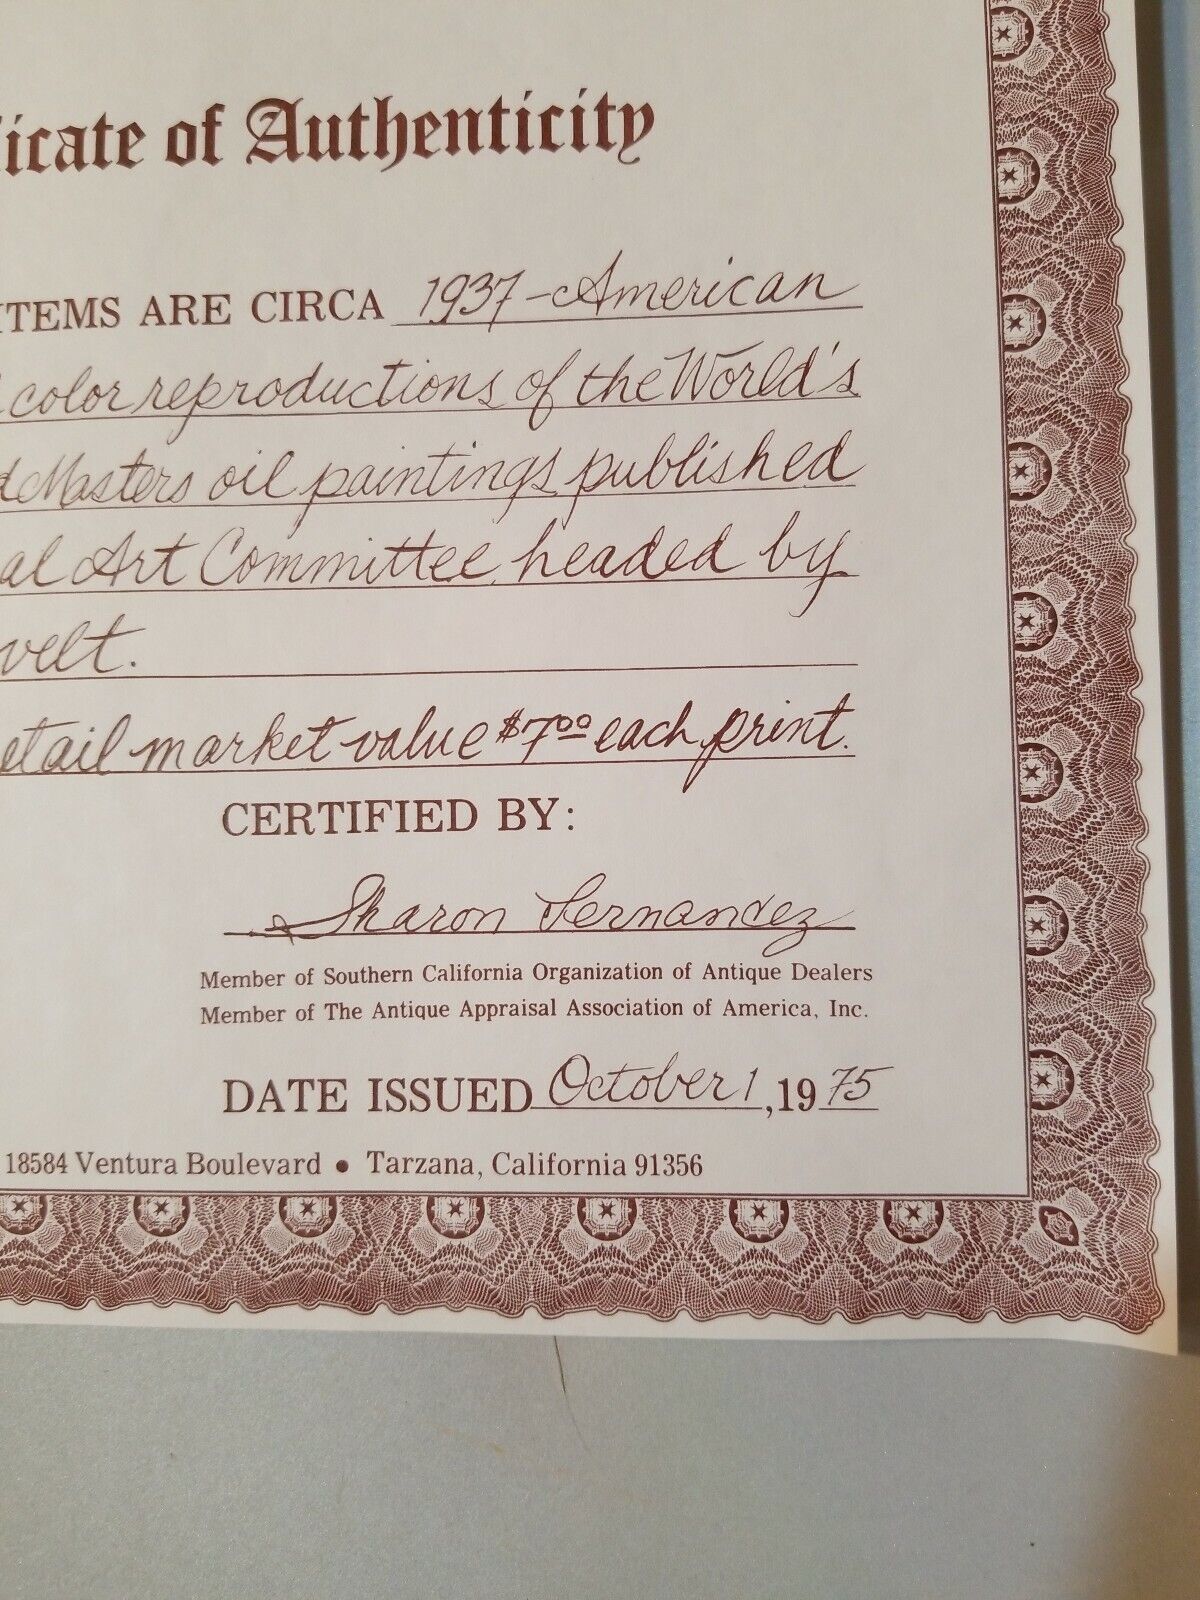 icate of Authenticity
ITEMS ARE CIRCA 1937-American
color reproductions of the World's
d Masters oil paintings published
al Art Committee, headed by
velt.
etail market value $7.00 each print.
CERTIFIED BY:
Sharon Fernandez
Member of Southern California Organization of Antique Dealers
Member of The Antique Appraisal Association of America, Inc.
DATE ISSUED October 1, 1975
18584 Ventura Boulevard • Tarzana, California 91356